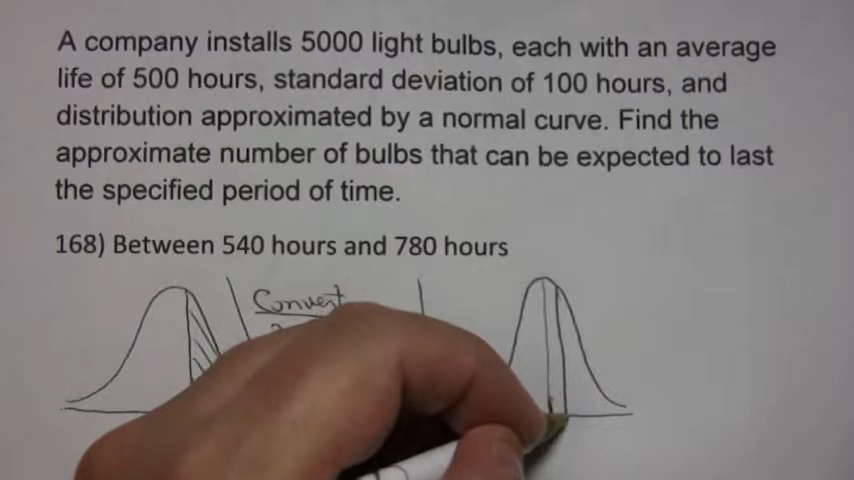 A company installs 5000 light bulbs, each with an average
life of 500 hours, standard deviation of 100 hours, and
distribution approximated by a normal curve. Find the
approximate number of bulbs that can be expected to last
the specified period of time.
168) Between 540 hours and 780 hours
Convert